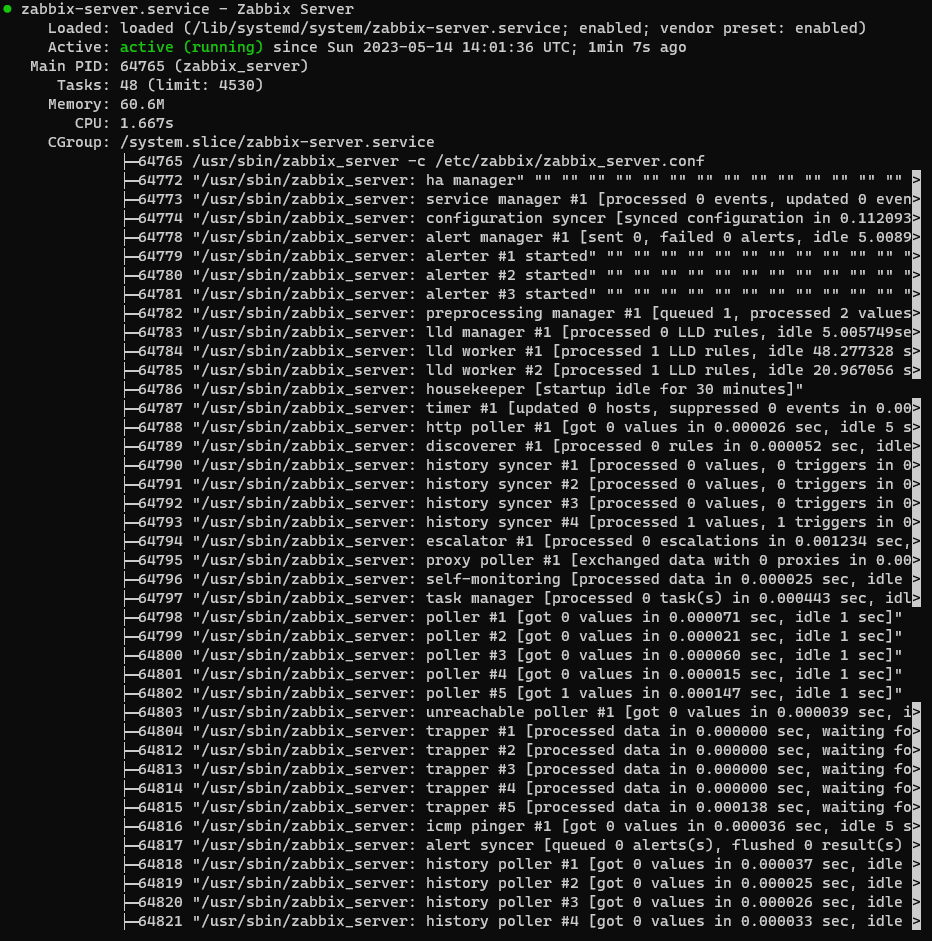 ● zabbix-server.service - Zabbix Server
     Loaded: loaded (/lib/systemd/system/zabbix-server.service; enabled; vendor preset: enabled)
     Active: active (running) since Sun 2023-05-14 14:01:36 UTC; 1min 7s ago
   Main PID: 64765 (zabbix_server)
      Tasks: 48 (limit: 4530)
     Memory: 60.6M
        CPU: 1.667s
     CGroup: /system.slice/zabbix-server.service
             ├─64765 /usr/sbin/zabbix_server -c /etc/zabbix/zabbix_server.conf
             ├─64772 "/usr/sbin/zabbix_server: ha manager" "" "" "" "" "" "" "" "" "" "" "" "" "" "" >
             ├─64773 "/usr/sbin/zabbix_server: service manager #1 [processed 0 events, updated 0 even>
             ├─64774 "/usr/sbin/zabbix_server: configuration syncer [synced configuration in 0.112093>
             ├─64778 "/usr/sbin/zabbix_server: alert manager #1 [sent 0, failed 0 alerts, idle 5.0089>
             ├─64779 "/usr/sbin/zabbix_server: alerter #1 started" "" "" "" "" "" "" "" "" "" "" "" ">
             ├─64780 "/usr/sbin/zabbix_server: alerter #2 started" "" "" "" "" "" "" "" "" "" "" "" ">
             ├─64781 "/usr/sbin/zabbix_server: alerter #3 started" "" "" "" "" "" "" "" "" "" "" "" ">
             ├─64782 "/usr/sbin/zabbix_server: preprocessing manager #1 [queued 1, processed 2 values>
             ├─64783 "/usr/sbin/zabbix_server: lld manager #1 [processed 0 LLD rules, idle 5.005749se>
             ├─64784 "/usr/sbin/zabbix_server: lld worker #1 [processed 1 LLD rules, idle 48.277328 s>
             ├─64785 "/usr/sbin/zabbix_server: lld worker #2 [processed 1 LLD rules, idle 20.967056 s>
             ├─64786 "/usr/sbin/zabbix_server: housekeeper [startup idle for 30 minutes]"
             ├─64787 "/usr/sbin/zabbix_server: timer #1 [updated 0 hosts, suppressed 0 events in 0.00>
             ├─64788 "/usr/sbin/zabbix_server: http poller #1 [got 0 values in 0.000026 sec, idle 5 s>
             ├─64789 "/usr/sbin/zabbix_server: discoverer #1 [processed 0 rules in 0.000052 sec, idle>
             ├─64790 "/usr/sbin/zabbix_server: history syncer #1 [processed 0 values, 0 triggers in 0>
             ├─64791 "/usr/sbin/zabbix_server: history syncer #2 [processed 0 values, 0 triggers in 0>
             ├─64792 "/usr/sbin/zabbix_server: history syncer #3 [processed 0 values, 0 triggers in 0>
             ├─64793 "/usr/sbin/zabbix_server: history syncer #4 [processed 1 values, 1 triggers in 0>
             ├─64794 "/usr/sbin/zabbix_server: escalator #1 [processed 0 escalations in 0.001234 sec,>
             ├─64795 "/usr/sbin/zabbix_server: proxy poller #1 [exchanged data with 0 proxies in 0.00>
             ├─64796 "/usr/sbin/zabbix_server: self-monitoring [processed data in 0.000025 sec, idle >
             ├─64797 "/usr/sbin/zabbix_server: task manager [processed 0 task(s) in 0.000443 sec, idl>
             ├─64798 "/usr/sbin/zabbix_server: poller #1 [got 0 values in 0.000071 sec, idle 1 sec]"
             ├─64799 "/usr/sbin/zabbix_server: poller #2 [got 0 values in 0.000021 sec, idle 1 sec]"
             ├─64800 "/usr/sbin/zabbix_server: poller #3 [got 0 values in 0.000060 sec, idle 1 sec]"
             ├─64801 "/usr/sbin/zabbix_server: poller #4 [got 0 values in 0.000015 sec, idle 1 sec]"
             ├─64802 "/usr/sbin/zabbix_server: poller #5 [got 1 values in 0.000147 sec, idle 1 sec]"
             ├─64803 "/usr/sbin/zabbix_server: unreachable poller #1 [got 0 values in 0.000039 sec, i>
             ├─64804 "/usr/sbin/zabbix_server: trapper #1 [processed data in 0.000000 sec, waiting fo>
             ├─64812 "/usr/sbin/zabbix_server: trapper #2 [processed data in 0.000000 sec, waiting fo>
             ├─64813 "/usr/sbin/zabbix_server: trapper #3 [processed data in 0.000000 sec, waiting fo>
             ├─64814 "/usr/sbin/zabbix_server: trapper #4 [processed data in 0.000000 sec, waiting fo>
             ├─64815 "/usr/sbin/zabbix_server: trapper #5 [processed data in 0.000138 sec, waiting fo>
             ├─64816 "/usr/sbin/zabbix_server: icmp pinger #1 [got 0 values in 0.000036 sec, idle 5 s>
             ├─64817 "/usr/sbin/zabbix_server: alert syncer [queued 0 alerts(s), flushed 0 result(s) >
             ├─64818 "/usr/sbin/zabbix_server: history poller #1 [got 0 values in 0.000037 sec, idle >
             ├─64819 "/usr/sbin/zabbix_server: history poller #2 [got 0 values in 0.000025 sec, idle >
             ├─64820 "/usr/sbin/zabbix_server: history poller #3 [got 0 values in 0.000026 sec, idle >
             ├─64821 "/usr/sbin/zabbix_server: history poller #4 [got 0 values in 0.000033 sec, idle >